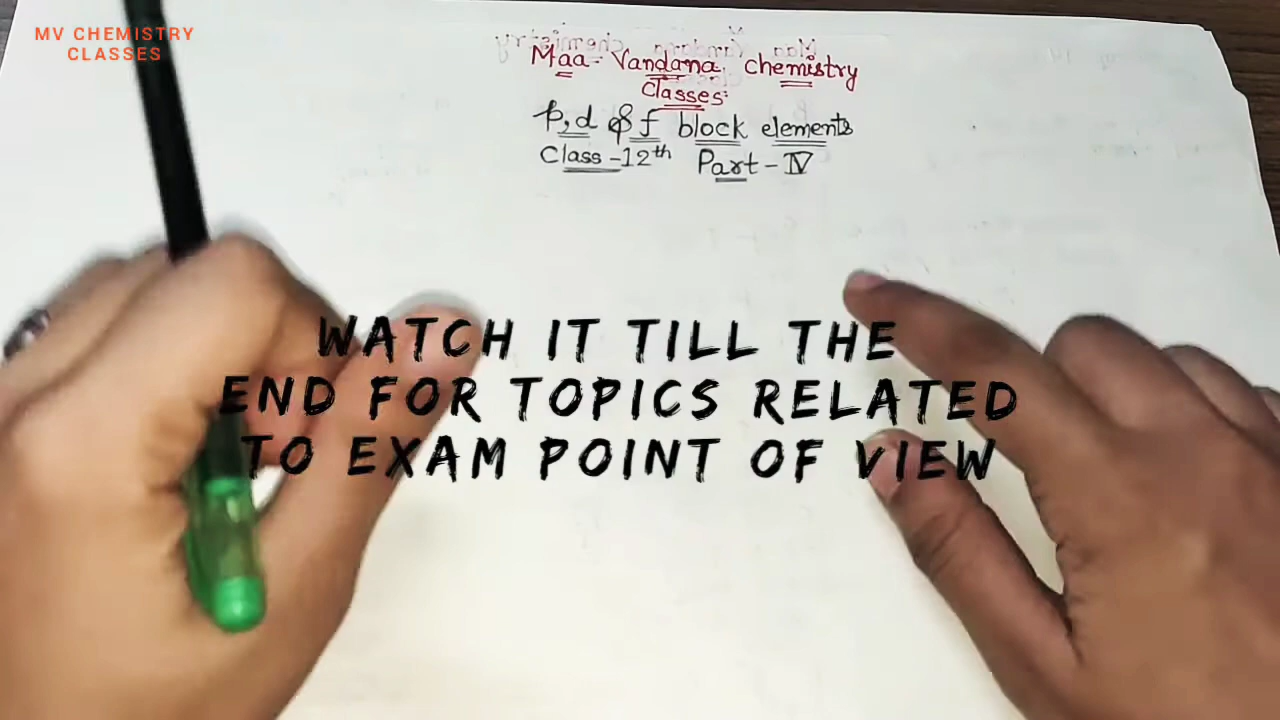 MV CHEMISTRY
CLASSES
Maa Vandana chemistry
Classes:
p, d & f block elements
Class-12th Part-IV
WATCH IT TILL THE
END FOR TOPICS RELATED
TO EXAM POINT OF VIEW